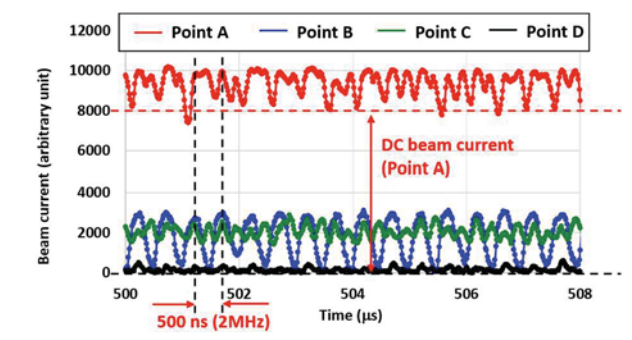 12000
Point A
Point B
Point C
Point D
10000
8000
6000
4000
2000
0
Beam current (arbitrary unit)
DC beam current
(Point A)
500
502
504
506
508
500 ns (2MHz)
Time (μs)